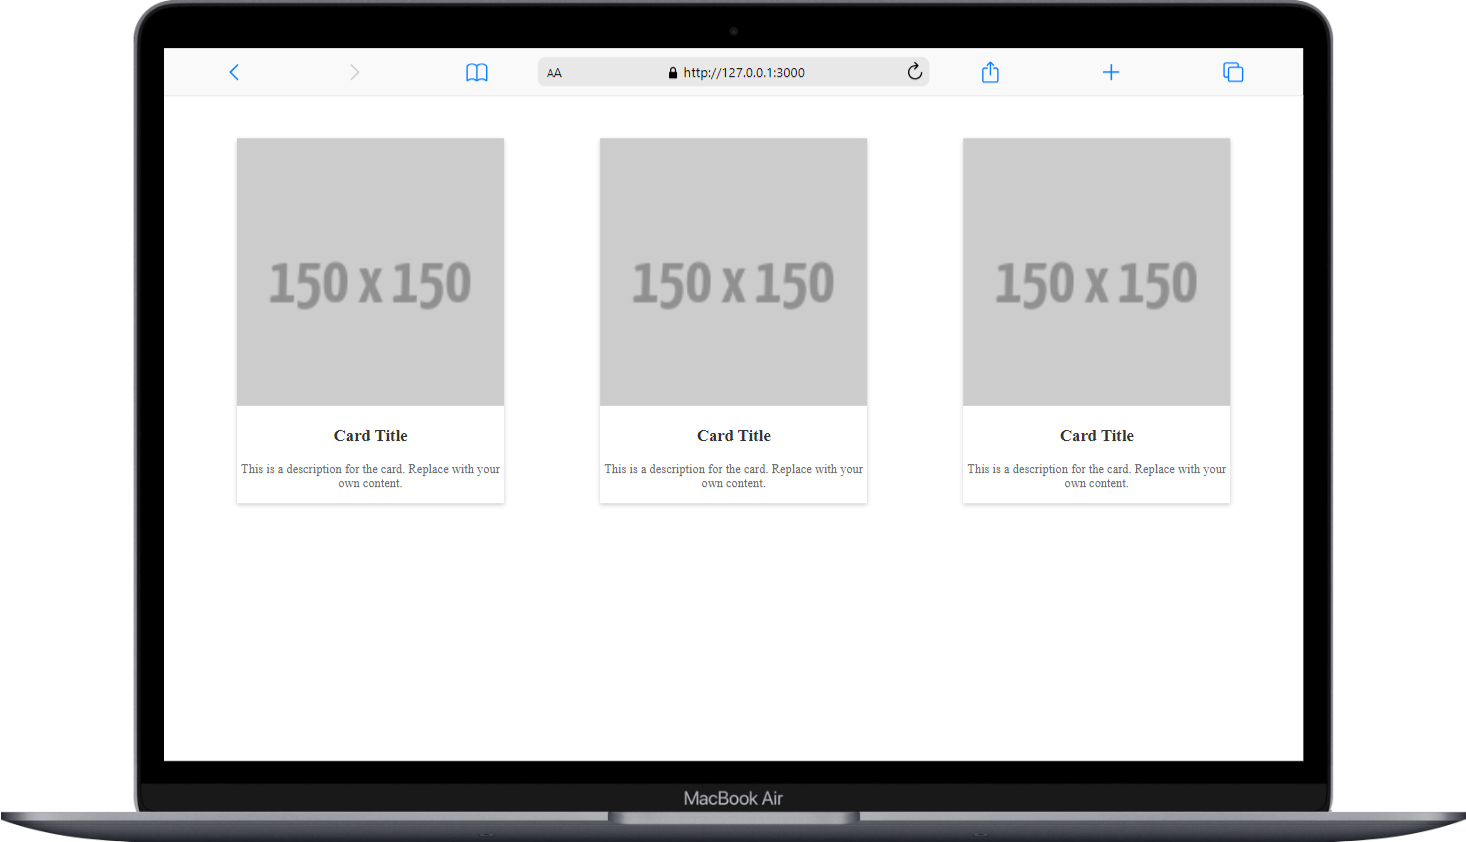 AA http://127.0.0.1:3000
150 x 150 150 x 150 150 x 150
Card Title Card Title Card Title
This is a description for the card. Replace with your This is a description for the card. Replace with your This is a description for the card. Replace with your
own content. own content. own content.
MacBook Air